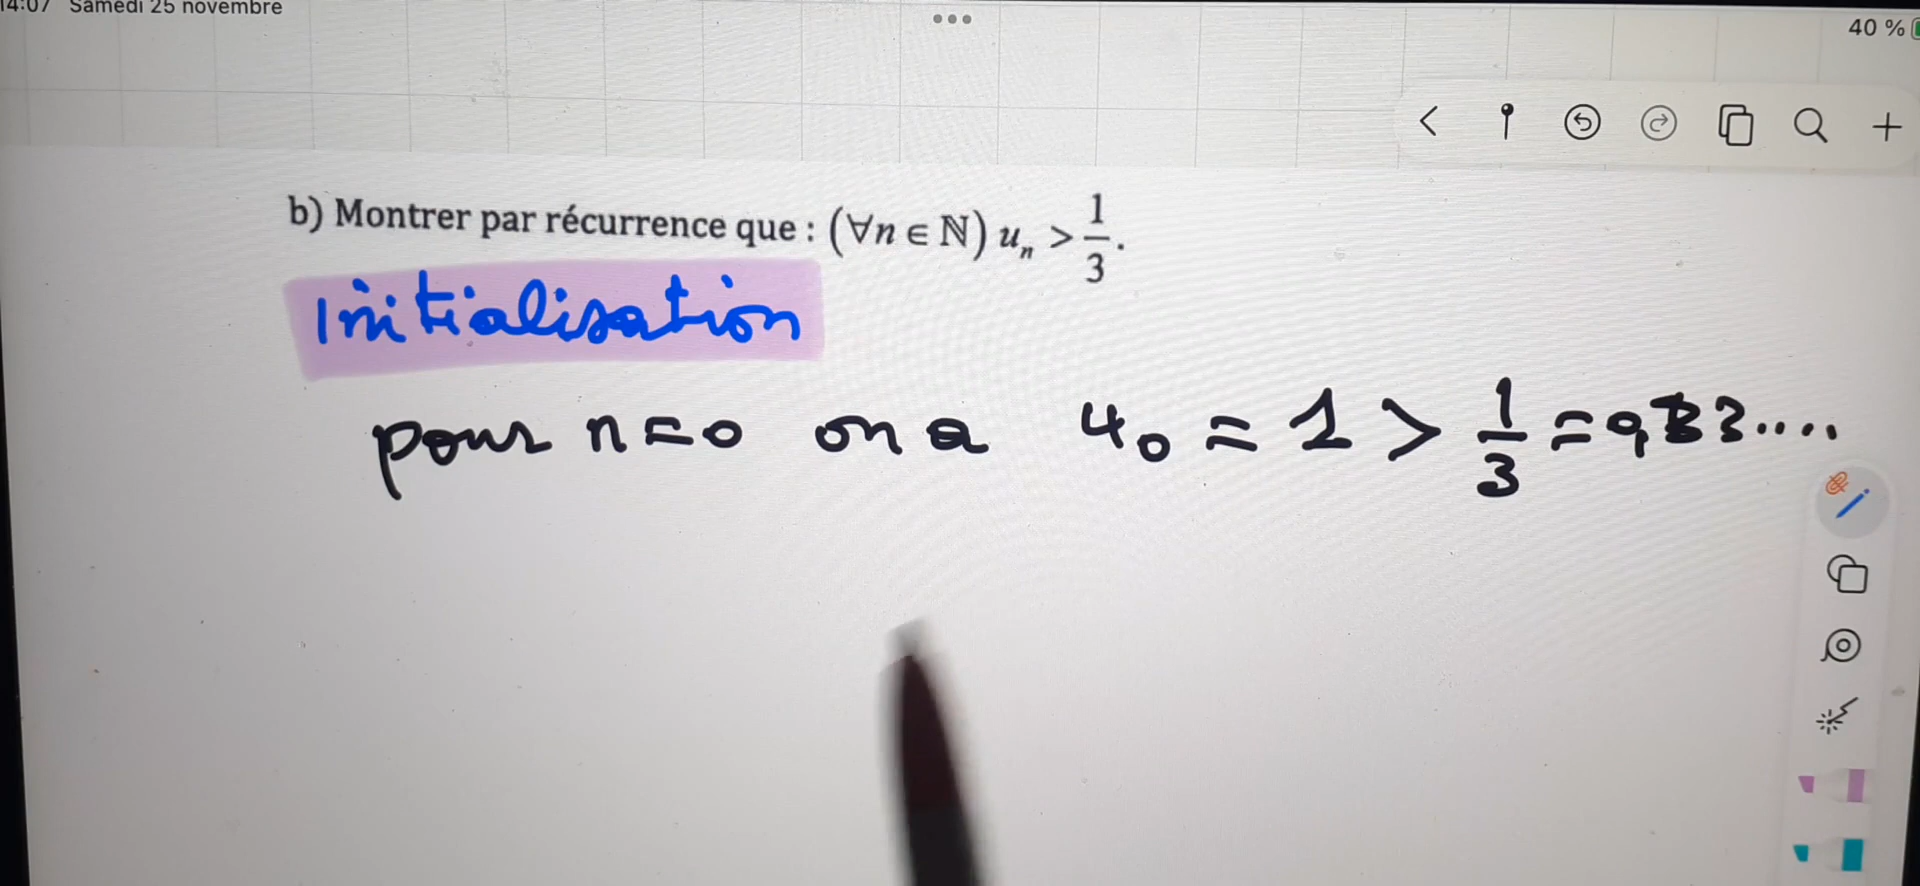 14:07 Samedi 25 novembre
40 %
b) Montrer par récurrence que : (∀n ∈ ℕ) uₙ > 1/3.
Initialisation
pour n = 0 on a u₀ = 1 > 1/3 = 0,33....